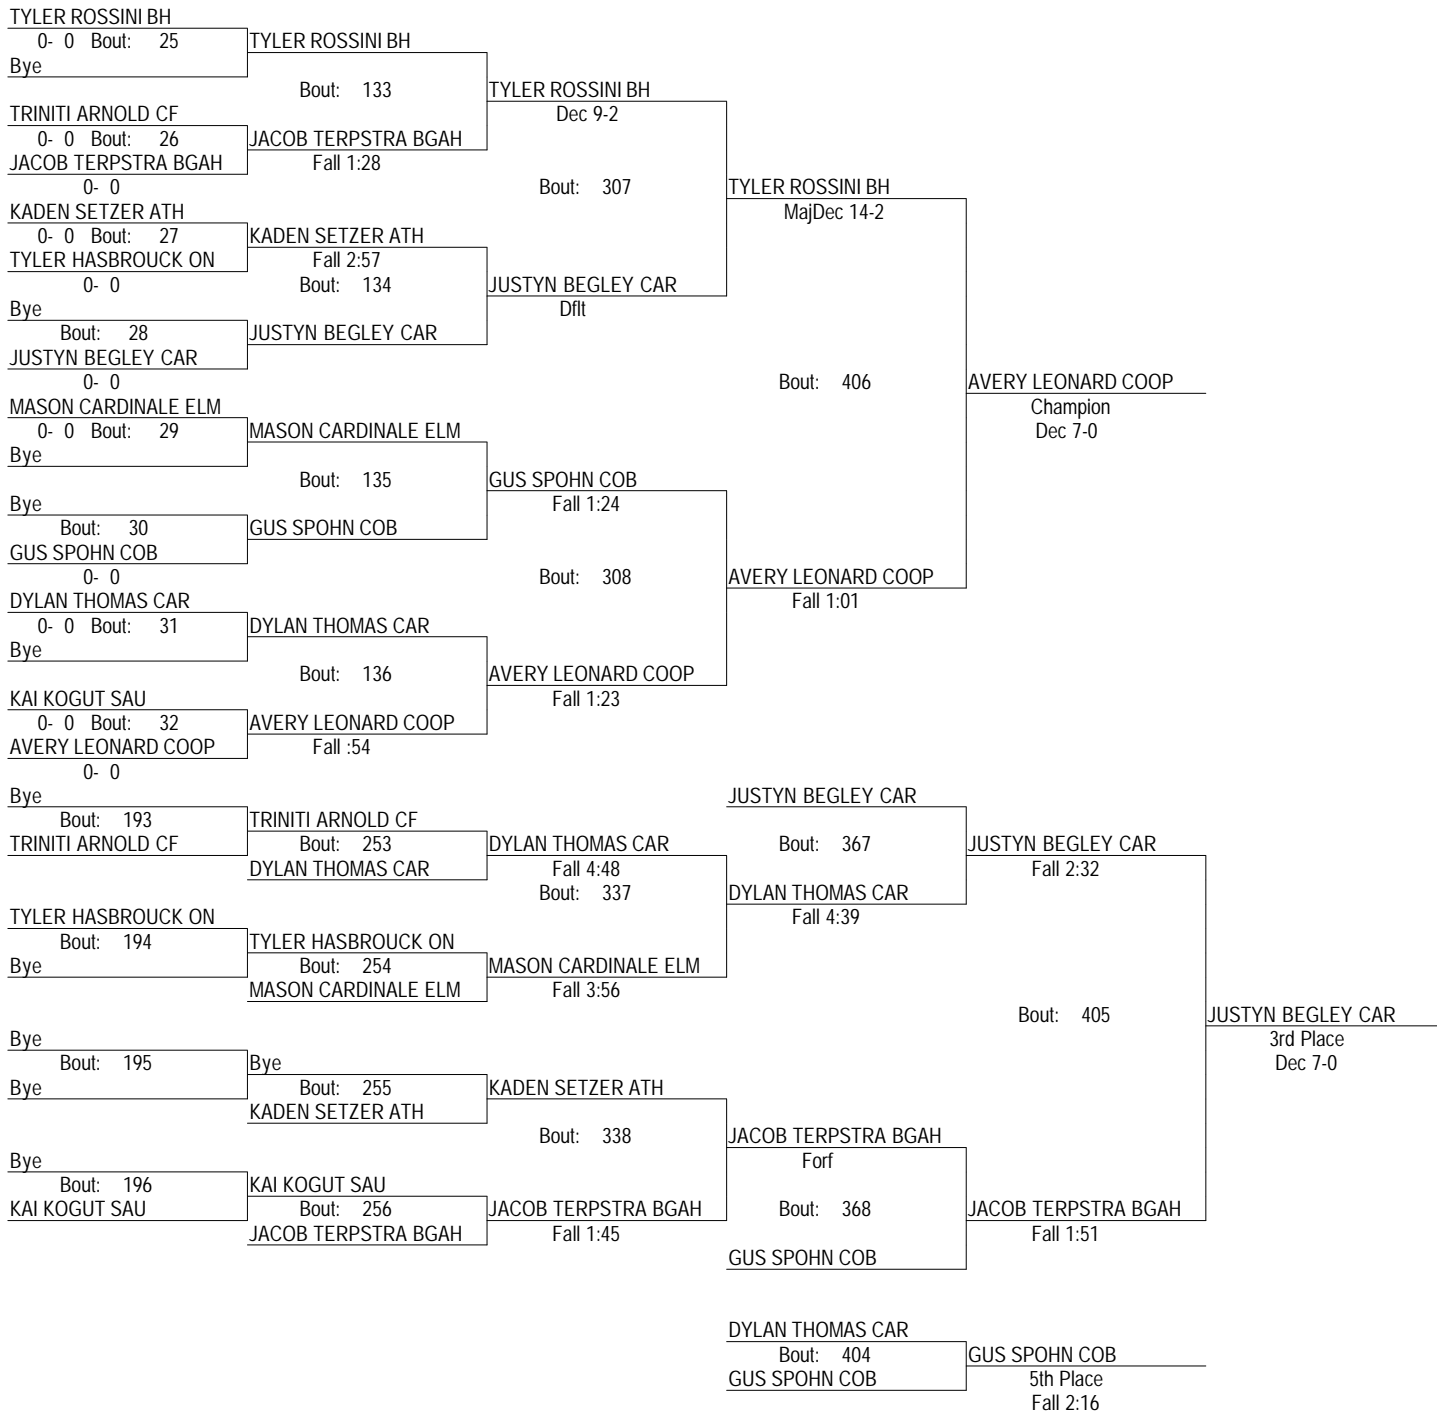 TYLER ROSSINI BH
0- 0 Bout: 25
TYLER ROSSINI BH
Bye
Bout: 133
TYLER ROSSINI BH
TRINITI ARNOLD CF
Dec 9-2
0- 0 Bout: 26
JACOB TERPSTRA BGAH
JACOB TERPSTRA BGAH
Fall 1:28
0- 0
Bout: 307
TYLER ROSSINI BH
KADEN SETZER ATH
MajDec 14-2
0- 0 Bout: 27
KADEN SETZER ATH
TYLER HASBROUCK ON
Fall 2:57
0- 0
Bout: 134
JUSTYN BEGLEY CAR
Bye
Dflt
Bout: 28
JUSTYN BEGLEY CAR
JUSTYN BEGLEY CAR
0- 0
Bout: 406
AVERY LEONARD COOP
MASON CARDINALE ELM
Champion
0- 0 Bout: 29
MASON CARDINALE ELM
Dec 7-0
Bye
Bout: 135
GUS SPOHN COB
Bye
Fall 1:24
Bout: 30
GUS SPOHN COB
GUS SPOHN COB
0- 0
Bout: 308
AVERY LEONARD COOP
DYLAN THOMAS CAR
Fall 1:01
0- 0 Bout: 31
DYLAN THOMAS CAR
Bye
Bout: 136
AVERY LEONARD COOP
KAI KOGUT SAU
Fall 1:23
0- 0 Bout: 32
AVERY LEONARD COOP
AVERY LEONARD COOP
Fall :54
0- 0
Bye
JUSTYN BEGLEY CAR
Bout: 193
TRINITI ARNOLD CF
TRINITI ARNOLD CF
Bout: 253
DYLAN THOMAS CAR
Bout: 367
JUSTYN BEGLEY CAR
DYLAN THOMAS CAR
Fall 4:48
Fall 2:32
Bout: 337
DYLAN THOMAS CAR
TYLER HASBROUCK ON
Fall 4:39
Bout: 194
TYLER HASBROUCK ON
Bye
Bout: 254
MASON CARDINALE ELM
MASON CARDINALE ELM
Fall 3:56
Bout: 405
JUSTYN BEGLEY CAR
Bye
3rd Place
Bout: 195
Bye
Dec 7-0
Bye
Bout: 255
KADEN SETZER ATH
KADEN SETZER ATH
Bout: 338
JACOB TERPSTRA BGAH
Bye
Forf
Bout: 196
KAI KOGUT SAU
KAI KOGUT SAU
Bout: 256
JACOB TERPSTRA BGAH
Bout: 368
JACOB TERPSTRA BGAH
JACOB TERPSTRA BGAH
Fall 1:45
Fall 1:51
GUS SPOHN COB
DYLAN THOMAS CAR
Bout: 404
GUS SPOHN COB
GUS SPOHN COB
5th Place
Fall 2:16